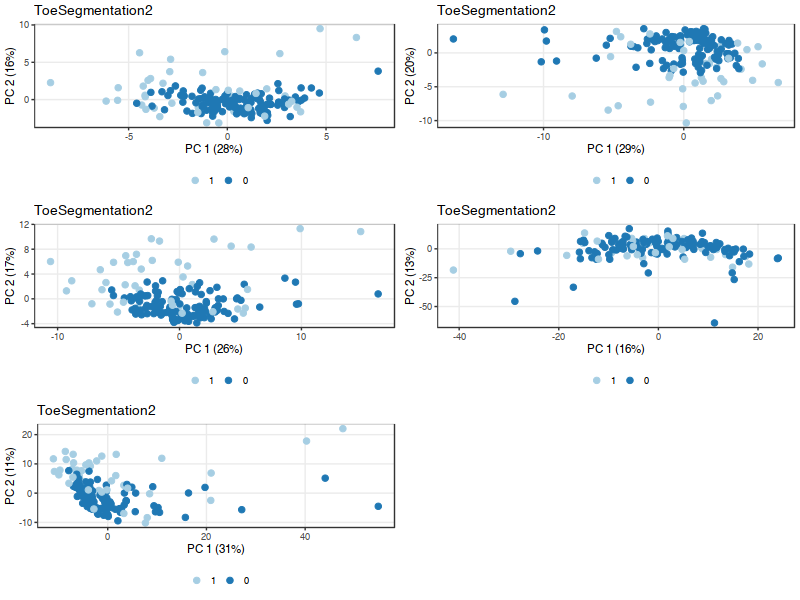 ToeSegmentation2
PC 2 (16%)
10
5
0
-5
0
5
PC 1 (28%)
1
0
ToeSegmentation2
PC 2 (20%)
0
-5
-10
-10
0
PC 1 (29%)
1
0
ToeSegmentation2
PC 2 (17%)
12
8
4
0
-4
-10
0
10
PC 1 (26%)
1
0
ToeSegmentation2
PC 2 (13%)
0
-25
-50
-40
-20
0
20
PC 1 (16%)
1
0
ToeSegmentation2
PC 2 (11%)
20
10
0
-10
0
20
40
PC 1 (31%)
1
0